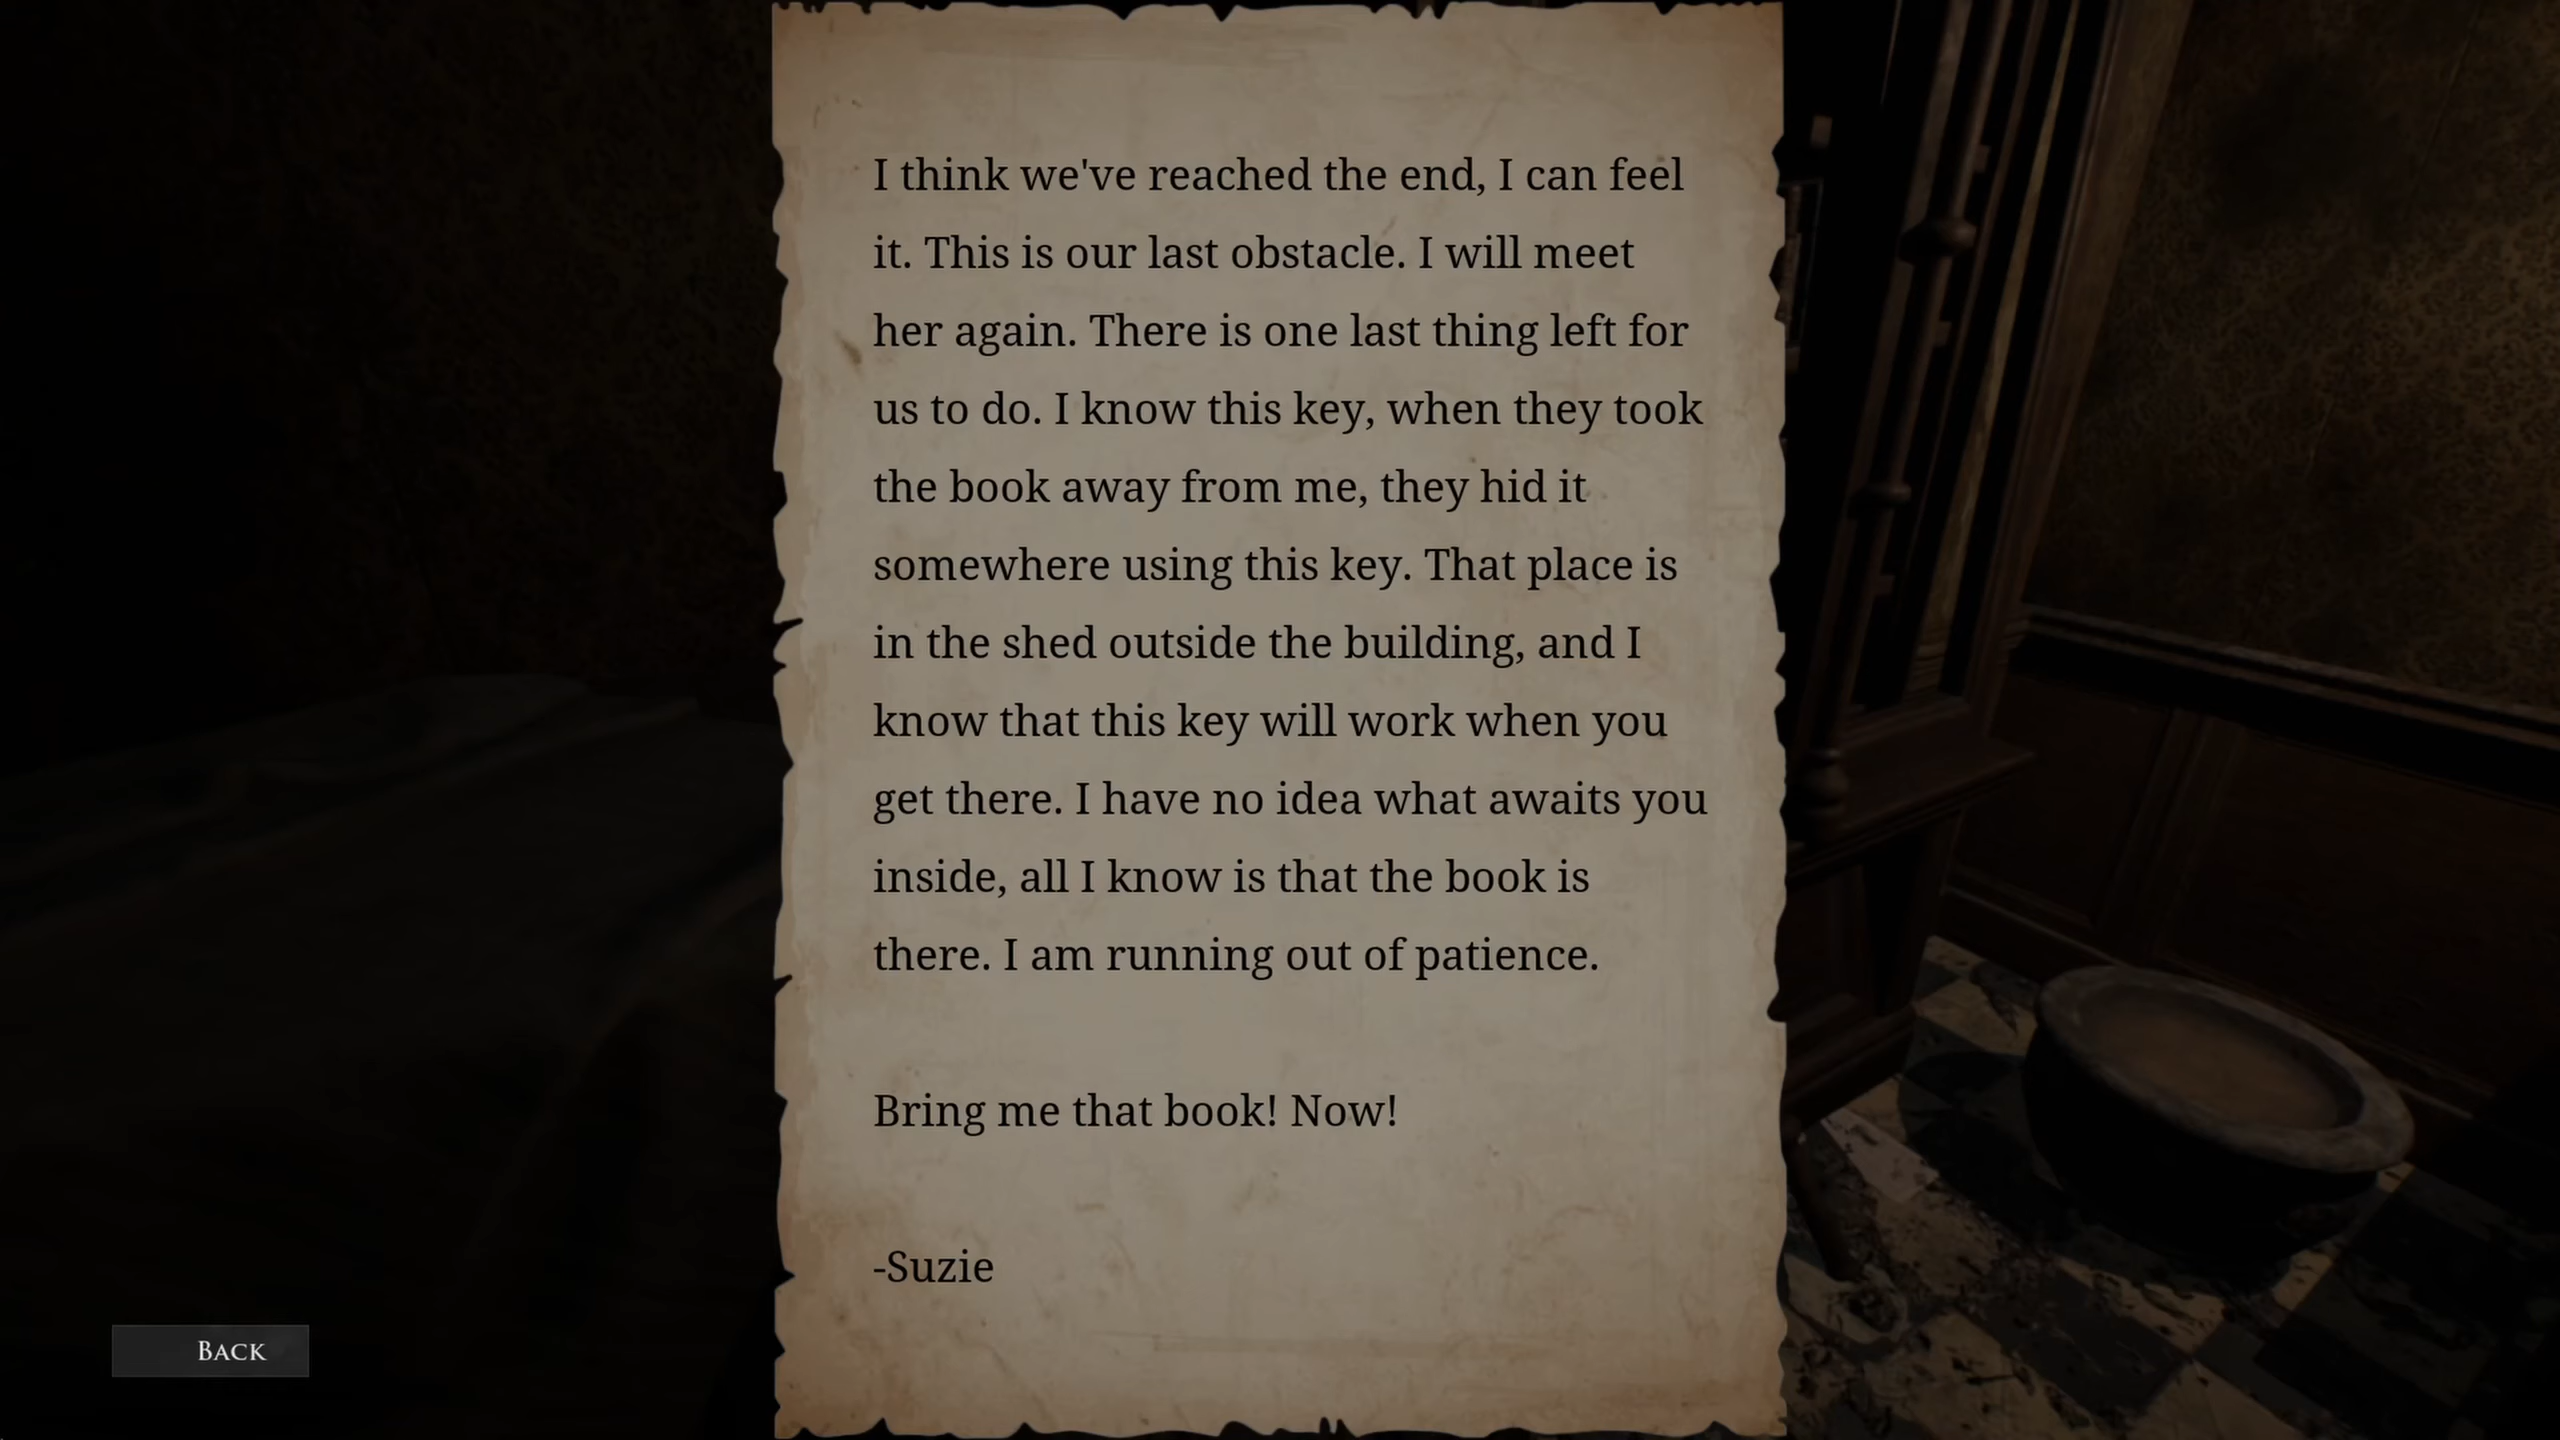 I think we've reached the end, I can feel
it. This is our last obstacle. I will meet
her again. There is one last thing left for
us to do. I know this key, when they took
the book away from me, they hid it
somewhere using this key. That place is
in the shed outside the building, and I
know that this key will work when you
get there. I have no idea what awaits you
inside, all I know is that the book is
there. I am running out of patience.
Bring me that book! Now!
-Suzie
BACK